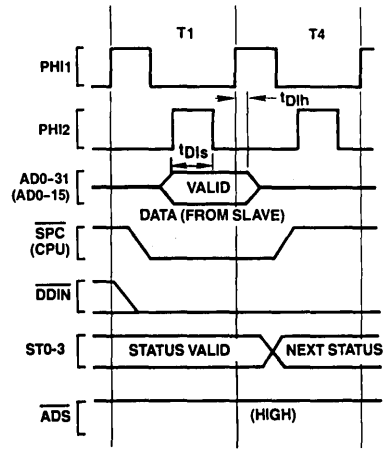 T1 T4
PHI1
tDIh
PHI2
tDIs
AD0-31
(AD0-15)
VALID
DATA (FROM SLAVE)
SPC
(CPU)
DDIN
ST0-3
STATUS VALID NEXT STATUS
ADS
(HIGH)